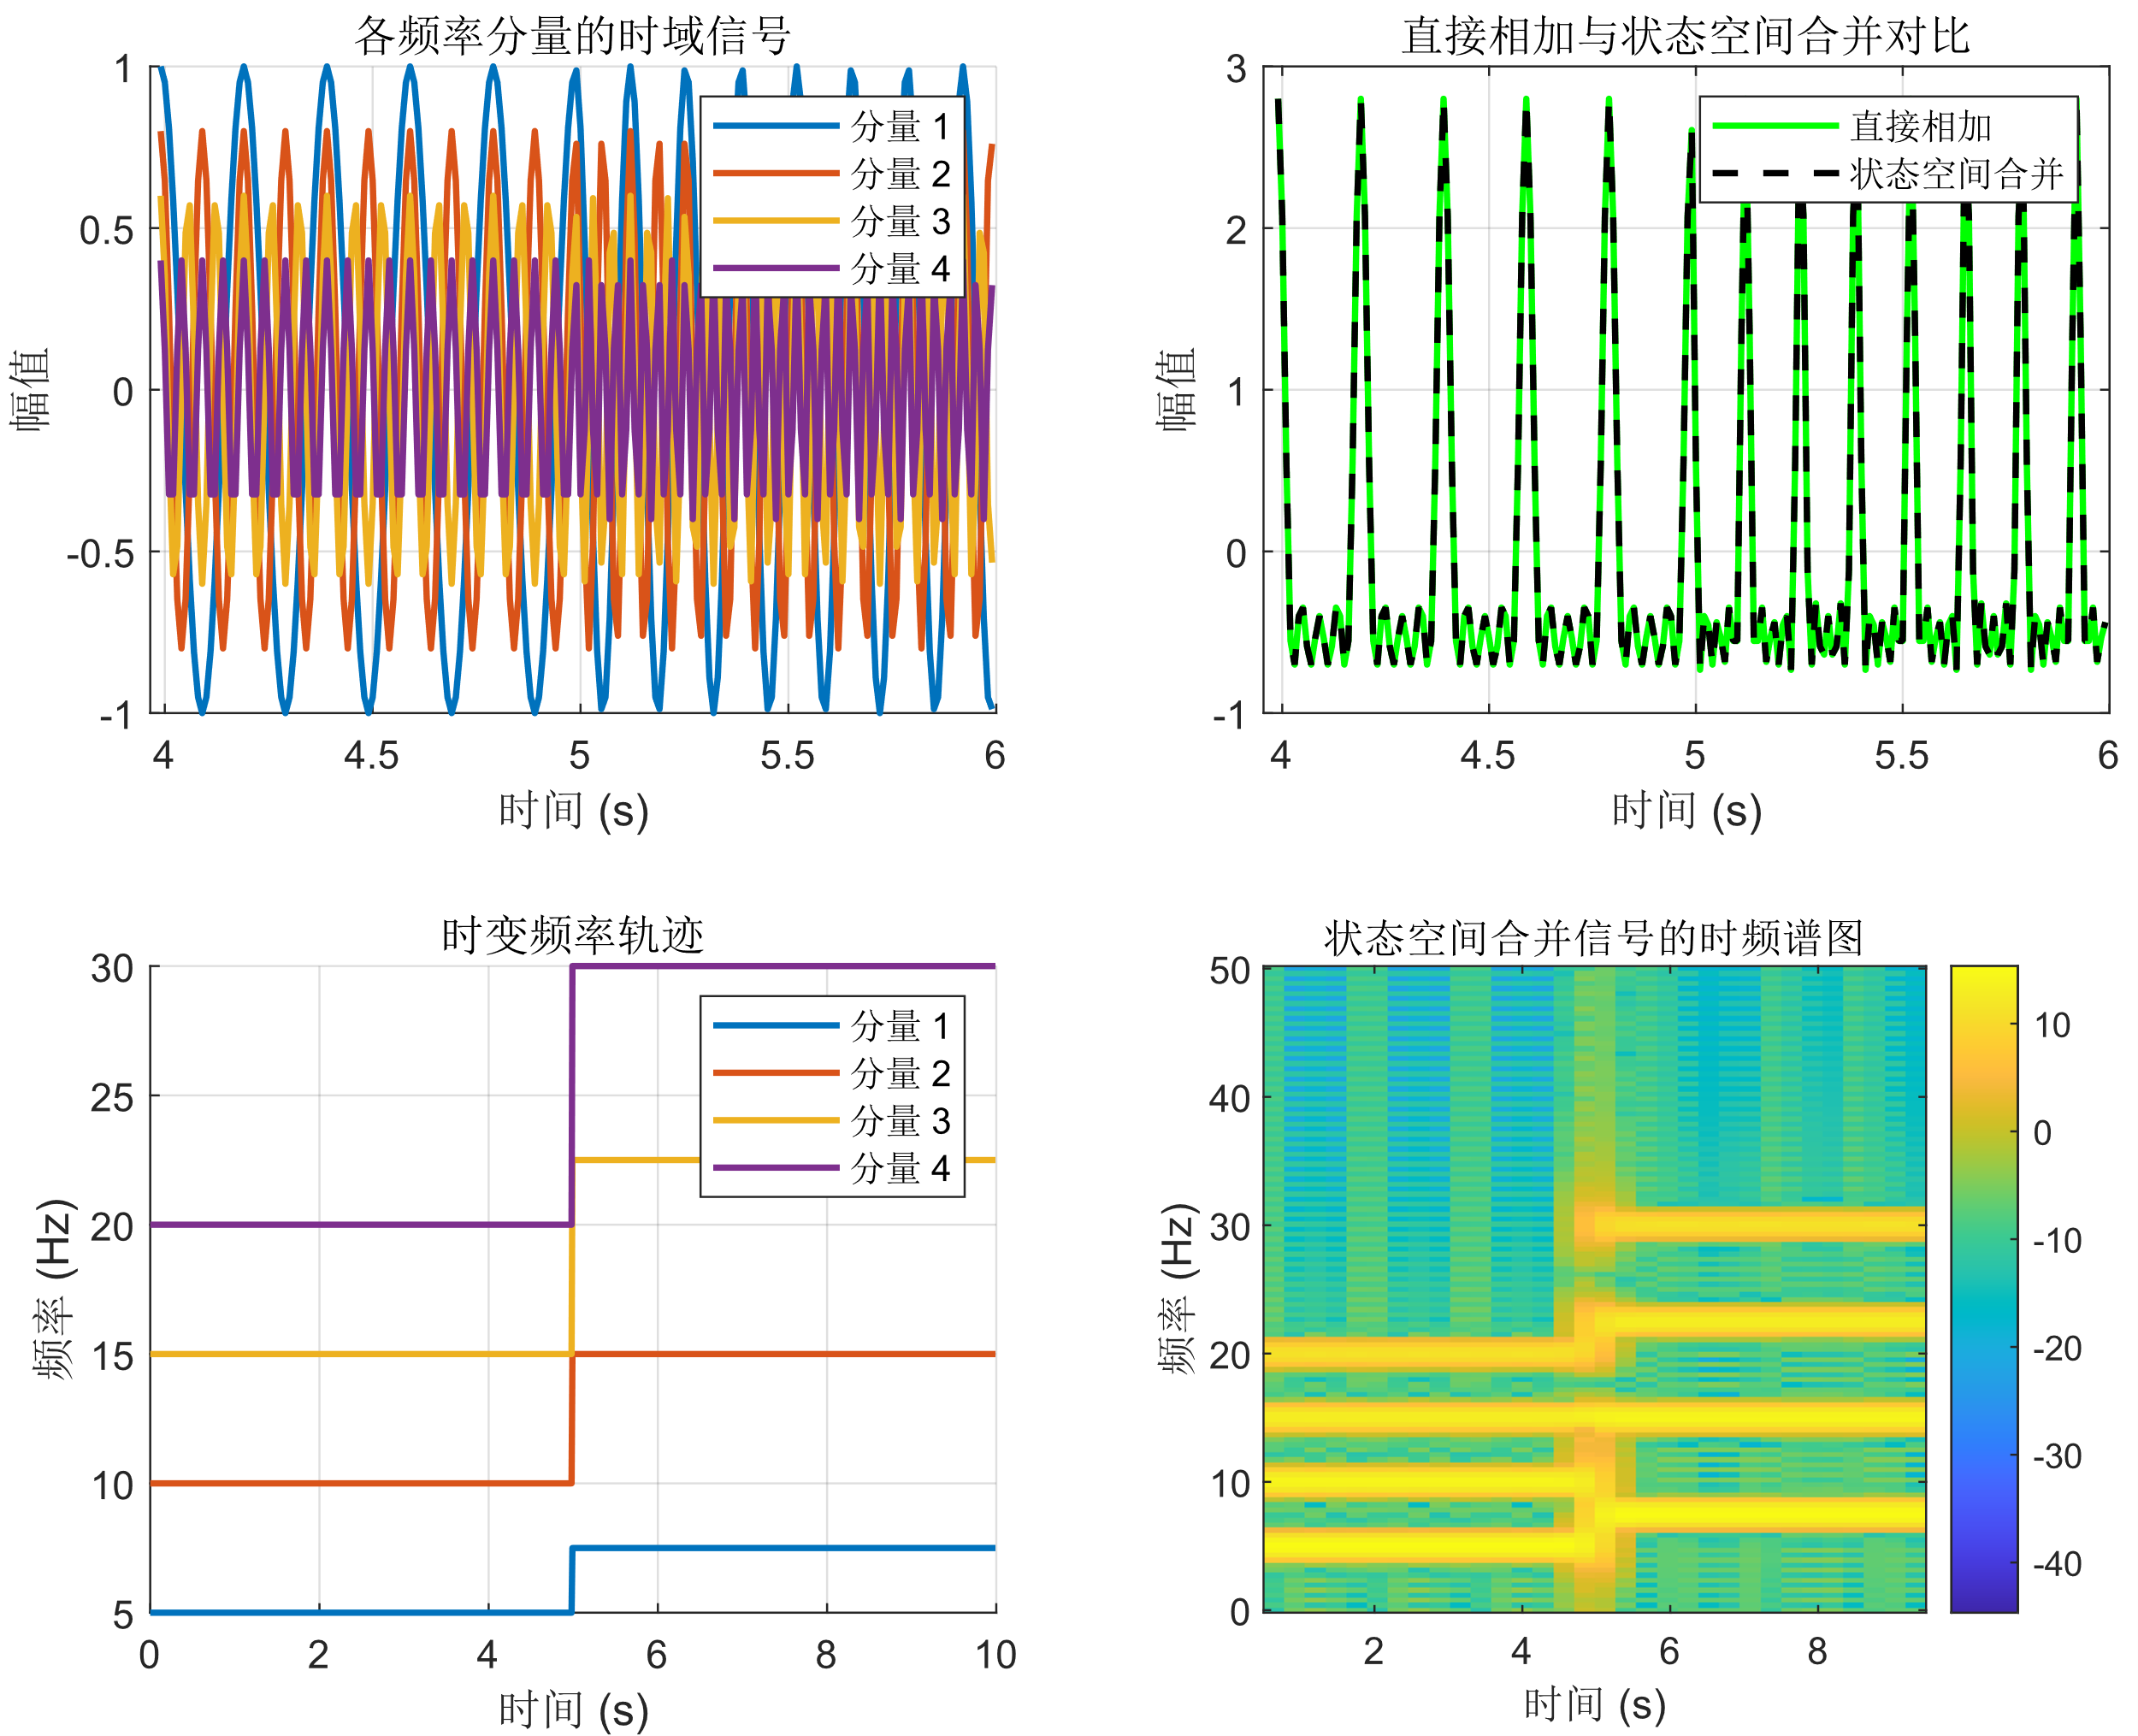 各频率分量的时域信号
1
0.5
0
-0.5
-1
幅值
4
4.5
5
5.5
6
时间 (s)
分量 1
分量 2
分量 3
分量 4
直接相加与状态空间合并对比
3
2
1
0
-1
幅值
4
4.5
5
5.5
6
时间 (s)
直接相加
状态空间合并
时变频率轨迹
30
25
20
15
10
5
频率 (Hz)
0
2
4
6
8
10
时间 (s)
分量 1
分量 2
分量 3
分量 4
状态空间合并信号的时频谱图
50
40
30
20
10
0
频率 (Hz)
2
4
6
8
时间 (s)
10
0
-10
-20
-30
-40